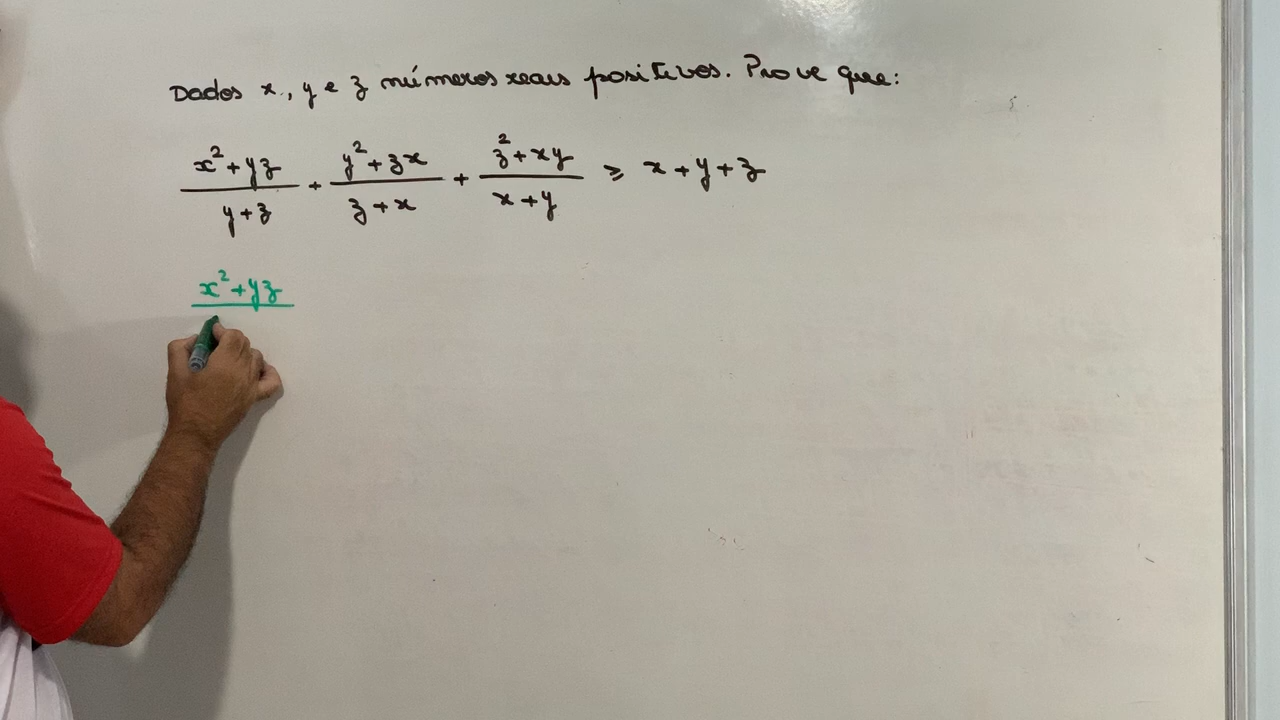 Dados x, y e z números reais positivos. Prove que:
x²+yz/y+z + y²+zx/z+x + z²+xy/x+y ≥ x+y+z
x²+yz